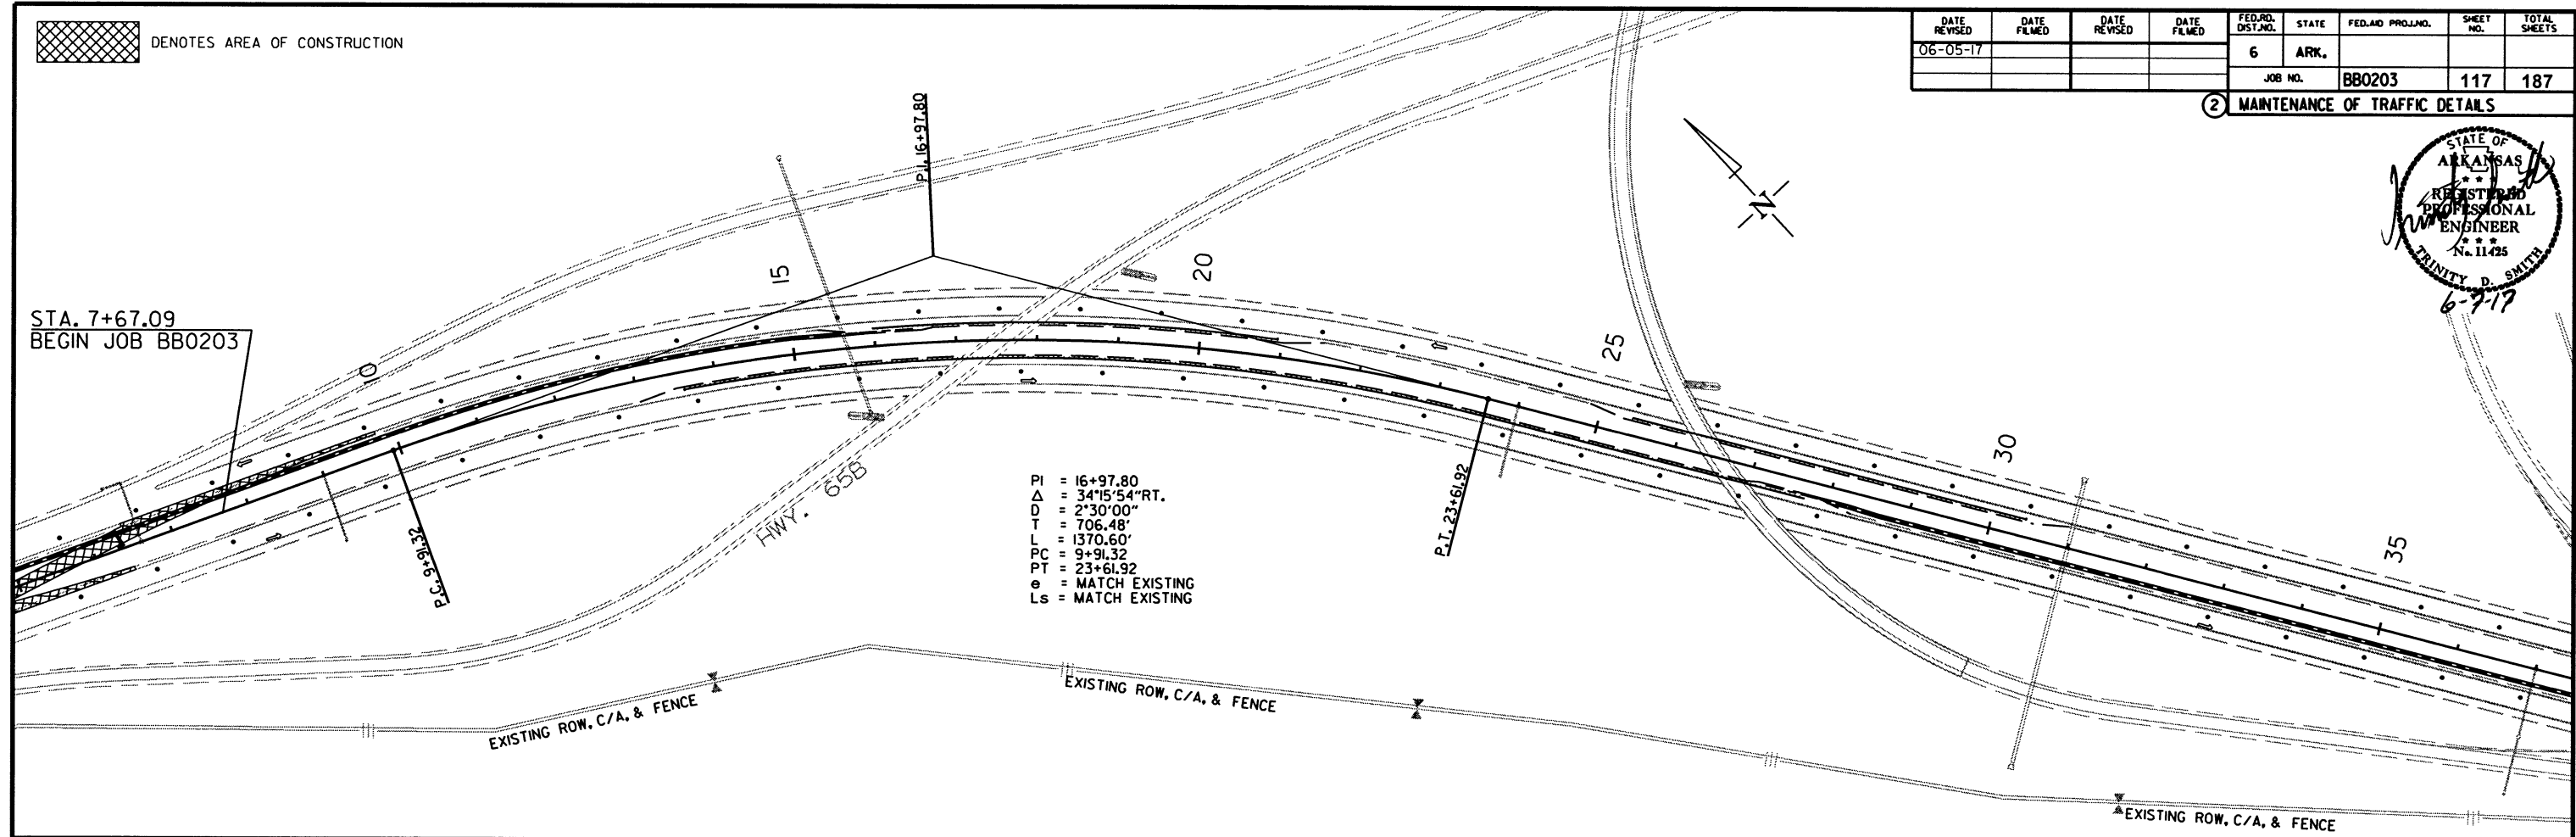 DENOTES AREA OF CONSTRUCTION
DATE REVISED
DATE FILMED
DATE REVISED
DATE FILMED
FED.RD. DIST.NO.
STATE
FED.AID PROJ.NO.
SHEET NO.
TOTAL SHEETS
06-05-17
6
ARK.
JOB NO.
BB0203
117
187
2 MAINTENANCE OF TRAFFIC DETAILS
STATE OF
ARKANSAS
REGISTERED
PROFESSIONAL
ENGINEER
No. 11425
TRINITY D. SMITH
6-7-17
N
P.I. 16+97.80
STA. 7+67.09
BEGIN JOB BB0203
10
15
20
25
30
35
P.C. 9+91.32
P.T. 23+61.92
HWY. 65B
PI = 16+97.80
Δ = 34°15'54"RT.
D = 2°30'00"
T = 706.48'
L = 1370.60'
PC = 9+91.32
PT = 23+61.92
e = MATCH EXISTING
Ls = MATCH EXISTING
EXISTING ROW, C/A, & FENCE
EXISTING ROW, C/A, & FENCE
EXISTING ROW, C/A, & FENCE